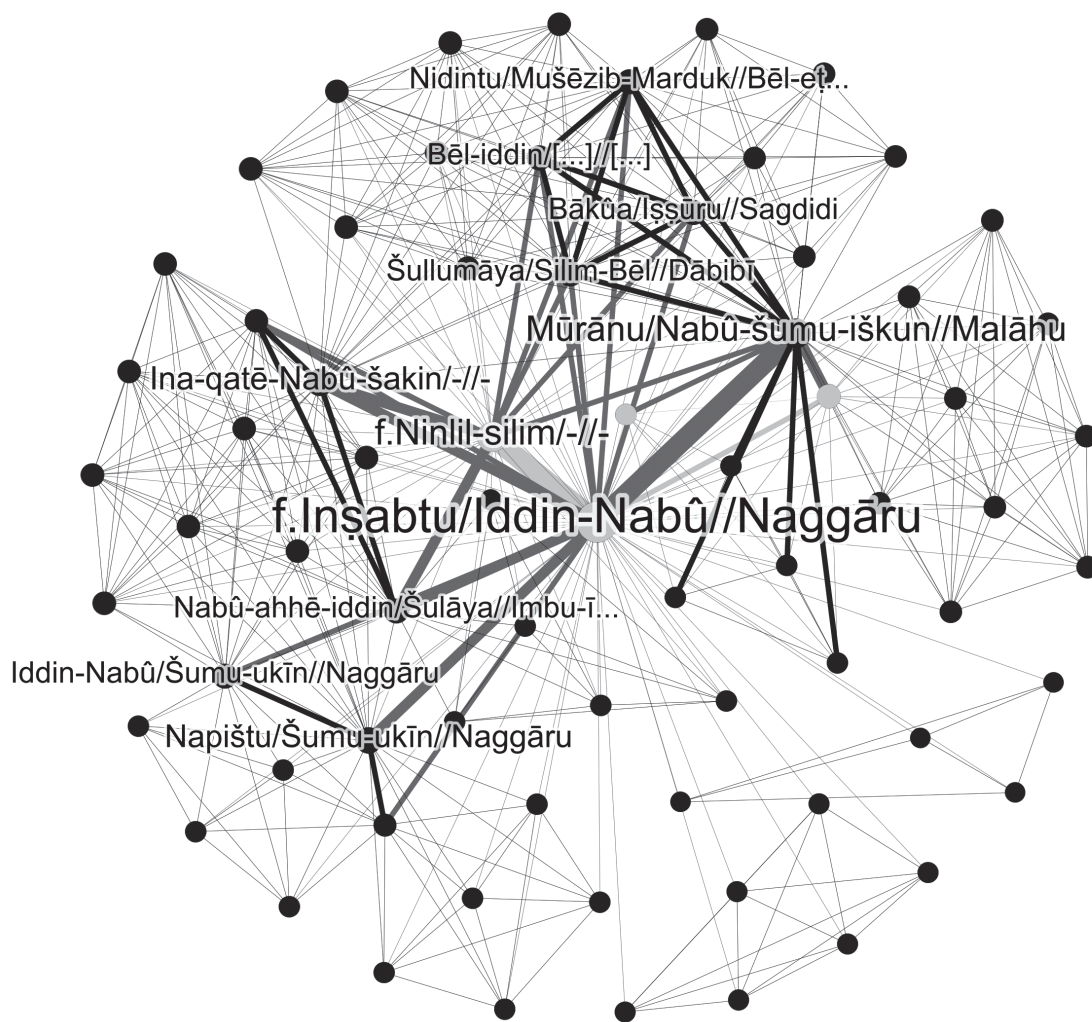 Nidintu/Mušēzib-Marduk//Bēl-eṭ...
Bēl-iddin/[...]/[...]
Bākûa/Iṣṣūru//Sagdidi
Šullumāya/Silim-Bēl//Dābibī
Mūrānu/Nabû-šumu-iškun//Malāhu
Ina-qatē-Nabû-šakin/-//-
f.Ninlil-silim/-//-
f.Inṣabtu/Iddin-Nabû//Naggāru
Nabû-ahhē-iddin/Šulāya//Imbu-ī...
Iddin-Nabû/Šumu-ukīn//Naggāru
Napištu/Šumu-ukīn//Naggāru